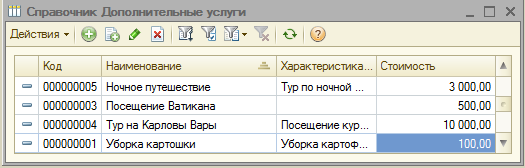 Справочник Дополнительные услуги
Действия
Код Наименование Характеристика... Стоимость
000000005 Ночное путешествие Тур по ночной ... 3 000,00
000000003 Посещение Ватикана 500,00
000000004 Тур на Карловы Вары Посещение кур... 10 000,00
000000001 Уборка картошки Уборка картоф... 100,00